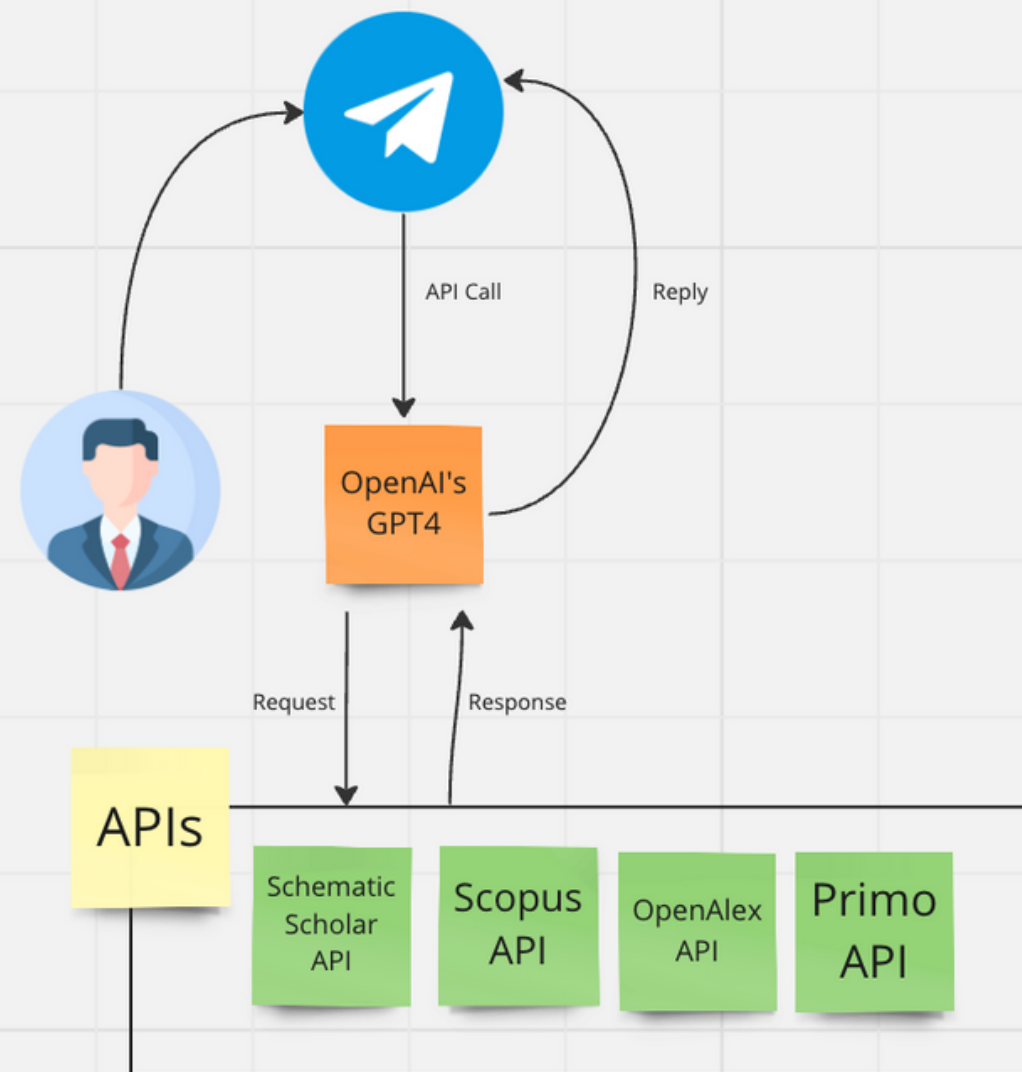 API Call
Reply
OpenAI's
GPT4
Request
Response
APIs
Schematic
Scholar
API
Scopus
API
OpenAlex
API
Primo
API